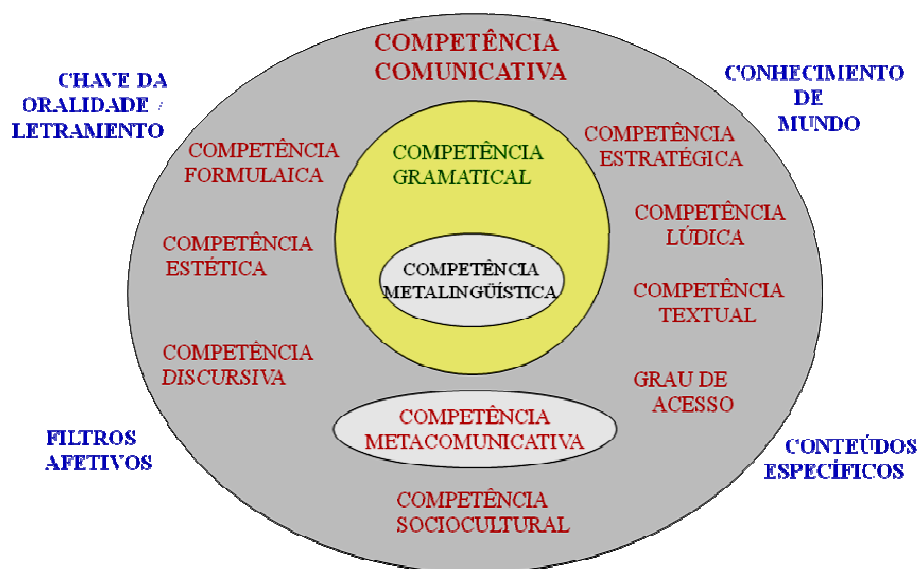 COMPETÊNCIA
COMUNICATIVA
CHAVE DA
ORALIDADE /
LETRAMENTO
CONHECIMENTO
DE
MUNDO
COMPETÊNCIA
FORMULAICA
COMPETÊNCIA
GRAMATICAL
COMPETÊNCIA
ESTRATÉGICA
COMPETÊNCIA
LÚDICA
COMPETÊNCIA
ESTÉTICA
COMPETÊNCIA
METALINGÜÍSTICA
COMPETÊNCIA
TEXTUAL
COMPETÊNCIA
DISCURSIVA
GRAU DE
ACESSO
COMPETÊNCIA
METACOMUNICATIVA
FILTROS
AFETIVOS
CONTEÚDOS
ESPECÍFICOS
COMPETÊNCIA
SOCIOCULTURAL